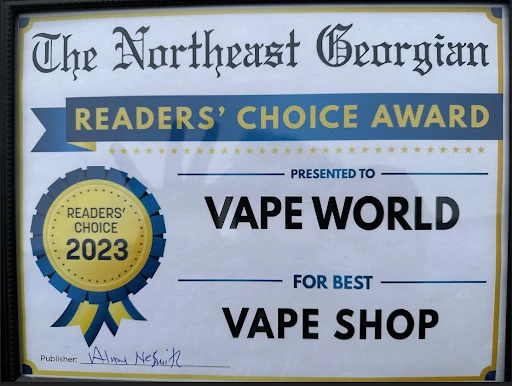 The Northeast Georgian
READERS' CHOICE AWARD
PRESENTED TO
VAPE WORLD
FOR BEST
VAPE SHOP
READERS'
CHOICE
2023
Publisher: